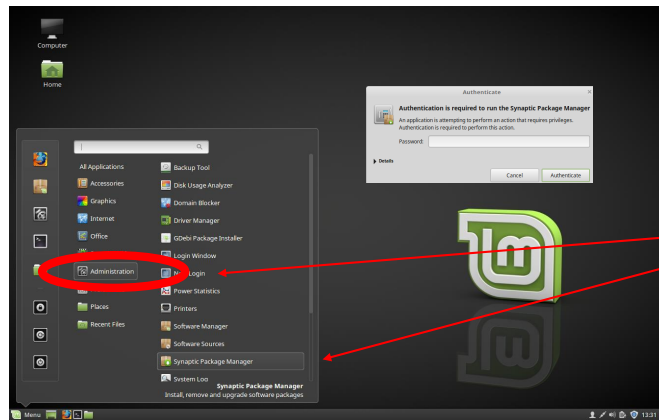 Computer
Home
Authenticate
Authentication is required to run the Synaptic Package Manager
An application is attempting to perform an action that requires privileges.
Authentication is required to perform this action.
Password:
Details
Cancel
Authenticate
All Applications
Accessories
Graphics
Internet
Office
Administration
Places
Recent Files
Backup Tool
Disk Usage Analyzer
Domain Blocker
Driver Manager
GDebi Package Installer
Login Window
Login
Power Statistics
Printers
Software Manager
Software Sources
Synaptic Package Manager
System Log
Synaptic Package Manager
Install, remove and upgrade software packages
Menu
13:31